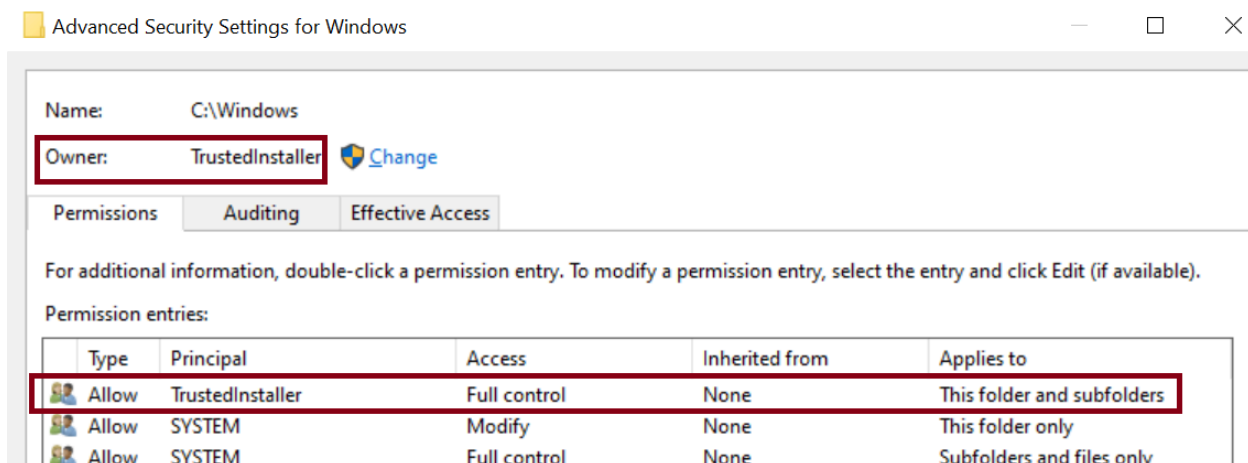 Advanced Security Settings for Windows
Name: C:\Windows
Owner: TrustedInstaller Change
Permissions Auditing Effective Access
For additional information, double-click a permission entry. To modify a permission entry, select the entry and click Edit (if available).
Permission entries:
Type Principal Access Inherited from Applies to
Allow TrustedInstaller Full control None This folder and subfolders
Allow SYSTEM Modify None This folder only
Allow SYSTEM Full control None Subfolders and files only